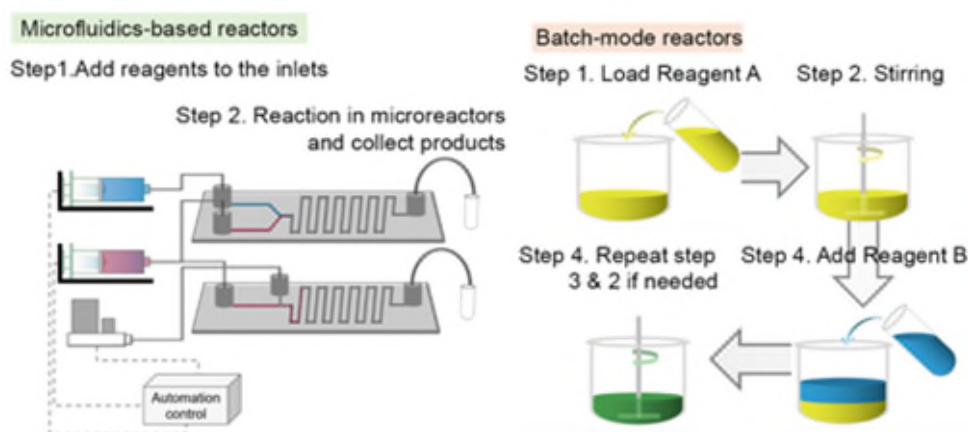 Microfluidics-based reactors
Step1.Add reagents to the inlets
Step 2. Reaction in microreactors
and collect products
Automation
control
Batch-mode reactors
Step 1. Load Reagent A
Step 2. Stirring
Step 4. Repeat step
3 & 2 if needed
Step 4. Add Reagent B